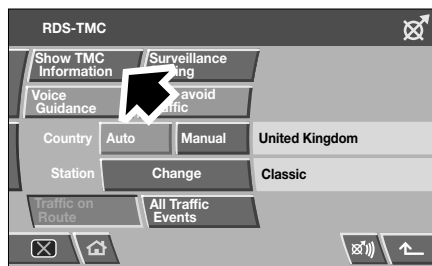 RDS-TMC
Show TMC
Information
Surveillance
Voice
Guidance
avoid
Country
Auto
Manual
United Kingdom
Station
Change
Classic
Traffic on
Route
All Traffic
Events